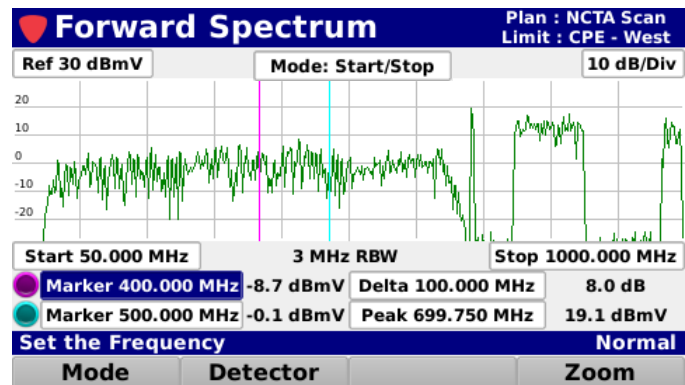 Forward Spectrum
Plan : NCTA Scan
Limit : CPE - West
Ref 30 dBmV
Mode: Start/Stop
10 dB/Div
20
10
0
-10
-20
Start 50.000 MHz
3 MHz RBW
Stop 1000.000 MHz
Marker 400.000 MHz -8.7 dBmV Delta 100.000 MHz 8.0 dB
Marker 500.000 MHz -0.1 dBmV Peak 699.750 MHz 19.1 dBmV
Set the Frequency
Normal
Mode Detector Zoom